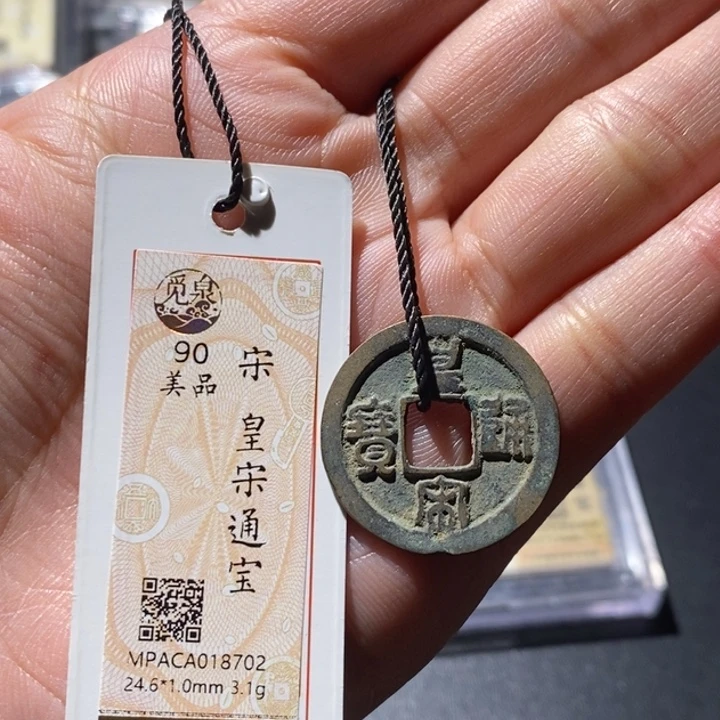 觅泉
90
美品
宋
皇宋通宝
MPACA018702
24.6*1.0mm 3.1g
皇宋通寶